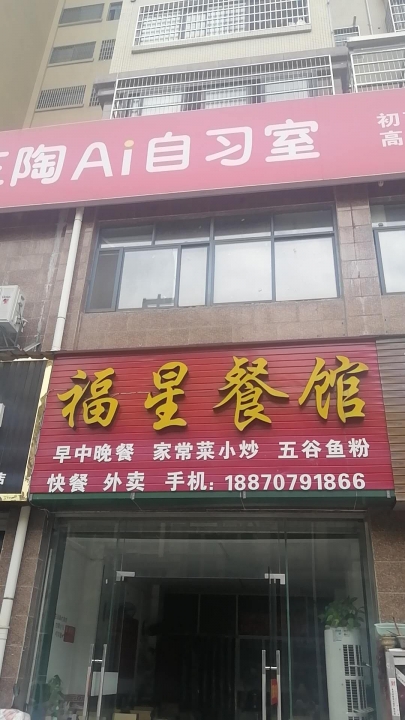 陶Ai自习室
初
高
福星餐馆
早中晚餐 家常菜小炒 五谷鱼粉
快餐 外卖 手机：18870791866